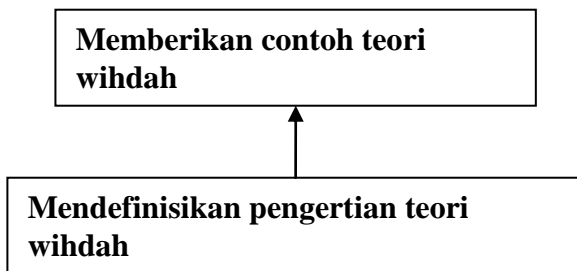 Memberikan contoh teori
wihdah
Mendefinisikan pengertian teori
wihdah